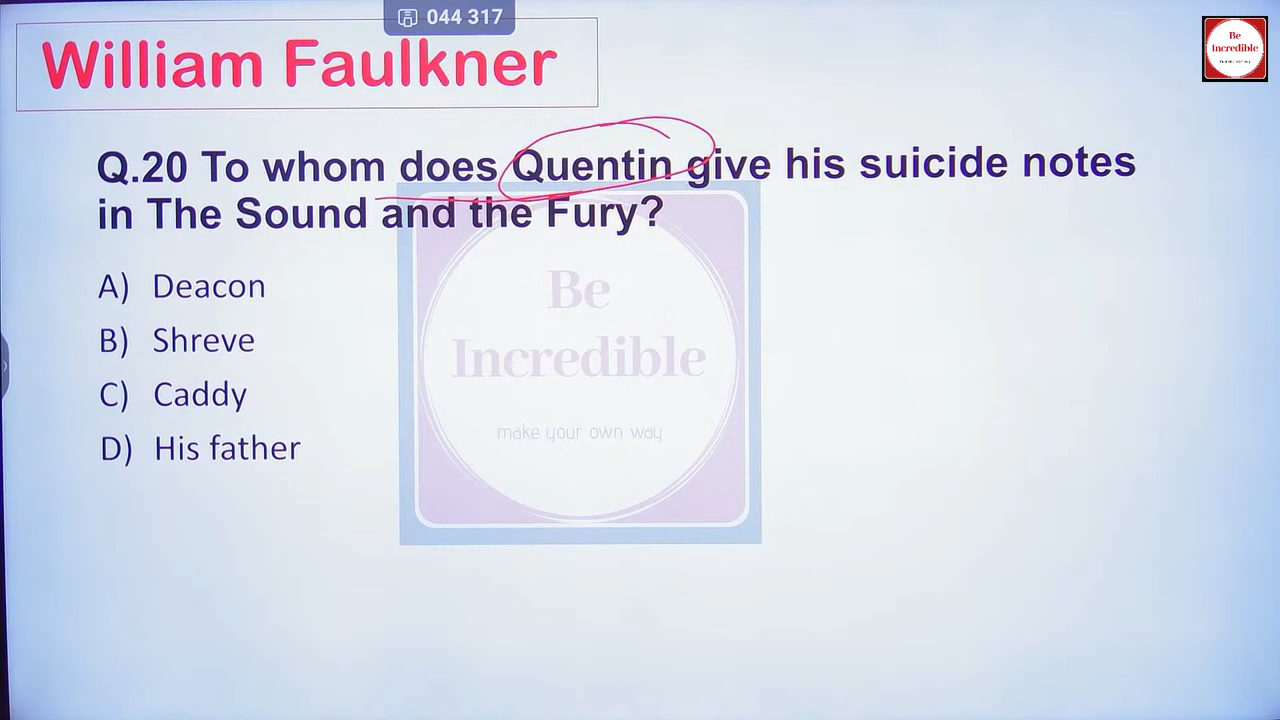 044 317
William Faulkner
Be
Incredible
Q.20 To whom does Quentin give his suicide notes
in The Sound and the Fury?
A) Deacon
B) Shreve
C) Caddy
D) His father
Be
Incredible
make your own way